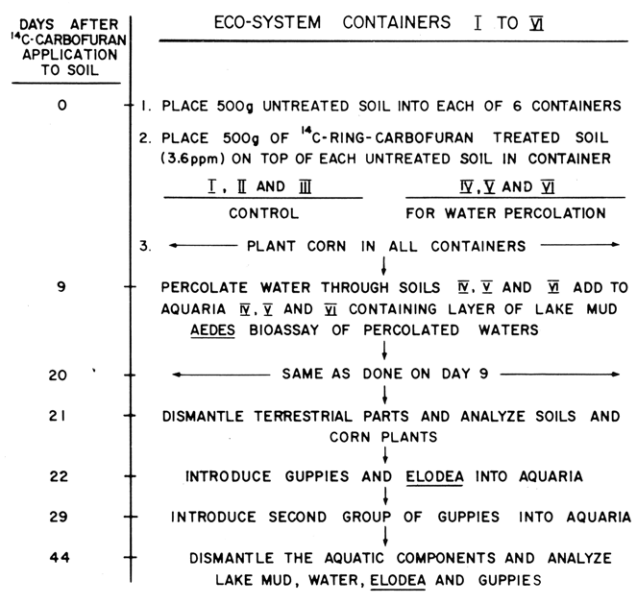 DAYS AFTER
¹⁴C-CARBOFURAN
APPLICATION
TO SOIL
ECO-SYSTEM CONTAINERS I TO VI
0
1. PLACE 500g UNTREATED SOIL INTO EACH OF 6 CONTAINERS
2. PLACE 500g OF ¹⁴C-RING-CARBOFURAN TREATED SOIL
(3.6ppm) ON TOP OF EACH UNTREATED SOIL IN CONTAINER
I, II AND III
IV, V AND VI
CONTROL
FOR WATER PERCOLATION
3. PLANT CORN IN ALL CONTAINERS
9
PERCOLATE WATER THROUGH SOILS IV, V AND VI ADD TO
AQUARIA IV, V AND VI CONTAINING LAYER OF LAKE MUD
AEDES BIOASSAY OF PERCOLATED WATERS
20
SAME AS DONE ON DAY 9
21
DISMANTLE TERRESTRIAL PARTS AND ANALYZE SOILS AND
CORN PLANTS
22
INTRODUCE GUPPIES AND ELODEA INTO AQUARIA
29
INTRODUCE SECOND GROUP OF GUPPIES INTO AQUARIA
44
DISMANTLE THE AQUATIC COMPONENTS AND ANALYZE
LAKE MUD, WATER, ELODEA AND GUPPIES